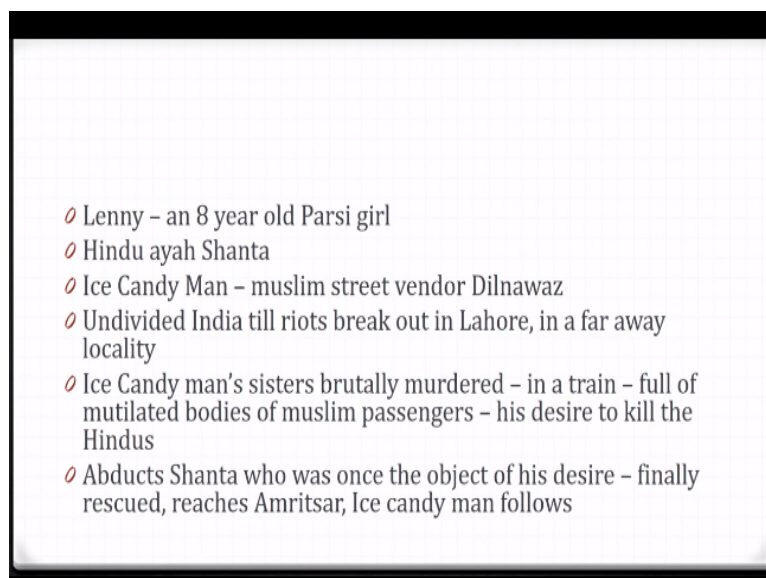 Lenny – an 8 year old Parsi girl
Hindu ayah Shanta
Ice Candy Man – muslim street vendor Dilnawaz
Undivided India till riots break out in Lahore, in a far away
locality
Ice Candy man's sisters brutally murdered – in a train – full of
mutilated bodies of muslim passengers – his desire to kill the
Hindus
Abducts Shanta who was once the object of his desire – finally
rescued, reaches Amritsar, Ice candy man follows